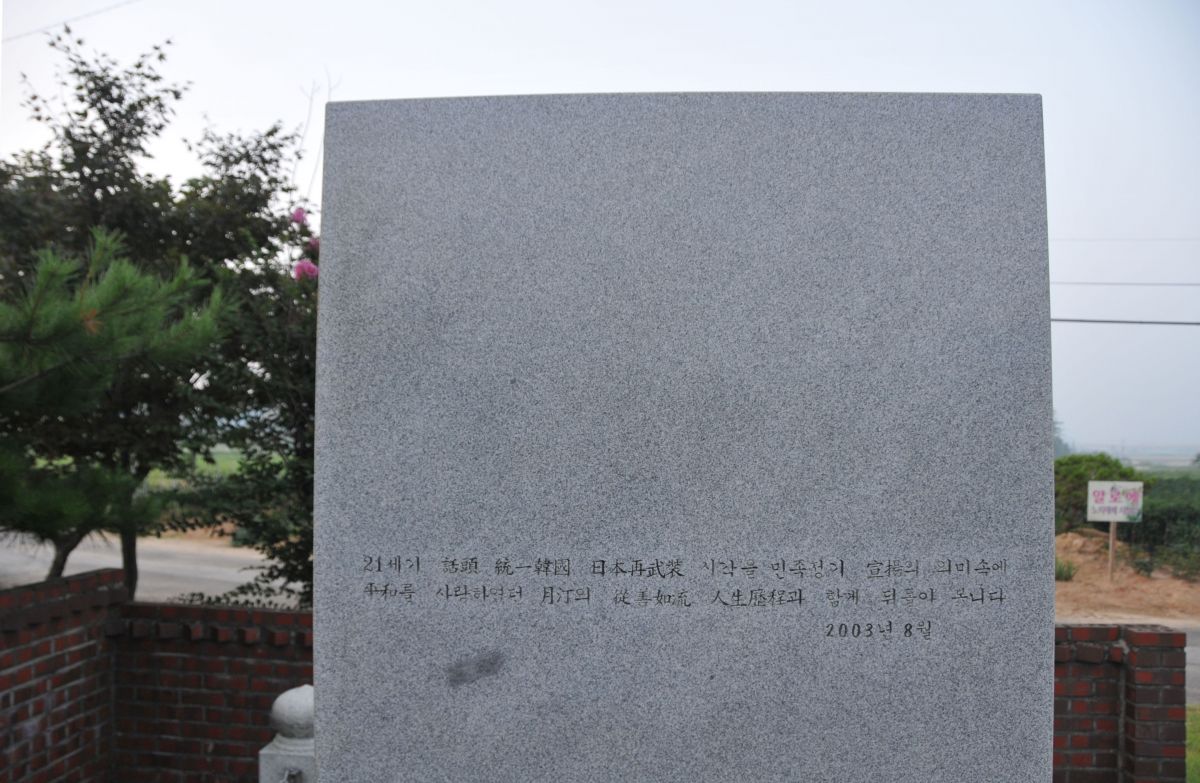 21세기 話頭 統一韓國 日本再武裝 시각을 민족정기 宣揚의 의미속에
平和를 사랑하였던 月汀의 從善如流 人生歷程과 함께 뒤돌아 봅니다
2003년 8월
알로에